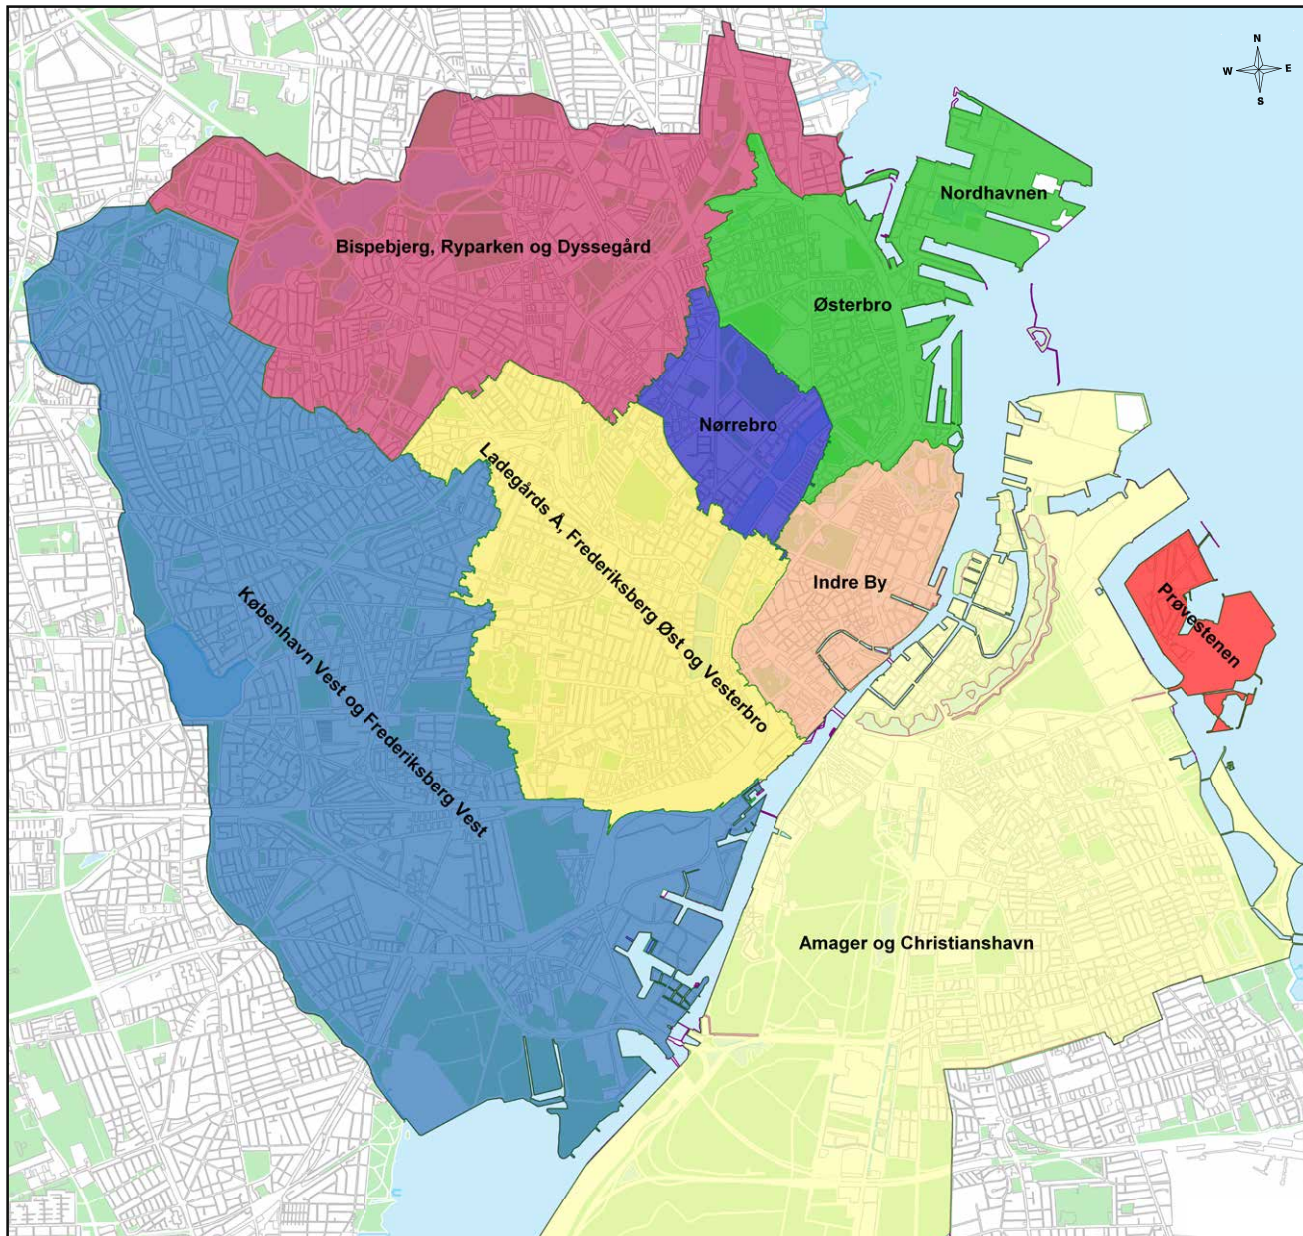 N
W E
S
Nordhavnen
Bispebjerg, Ryparken og Dyssegård
Østerbro
Nørrebro
Ladegårds Å, Frederiksberg Øst og Vesterbro
Indre By
Prøvestenen
København Vest og Frederiksberg Vest
Amager og Christianshavn